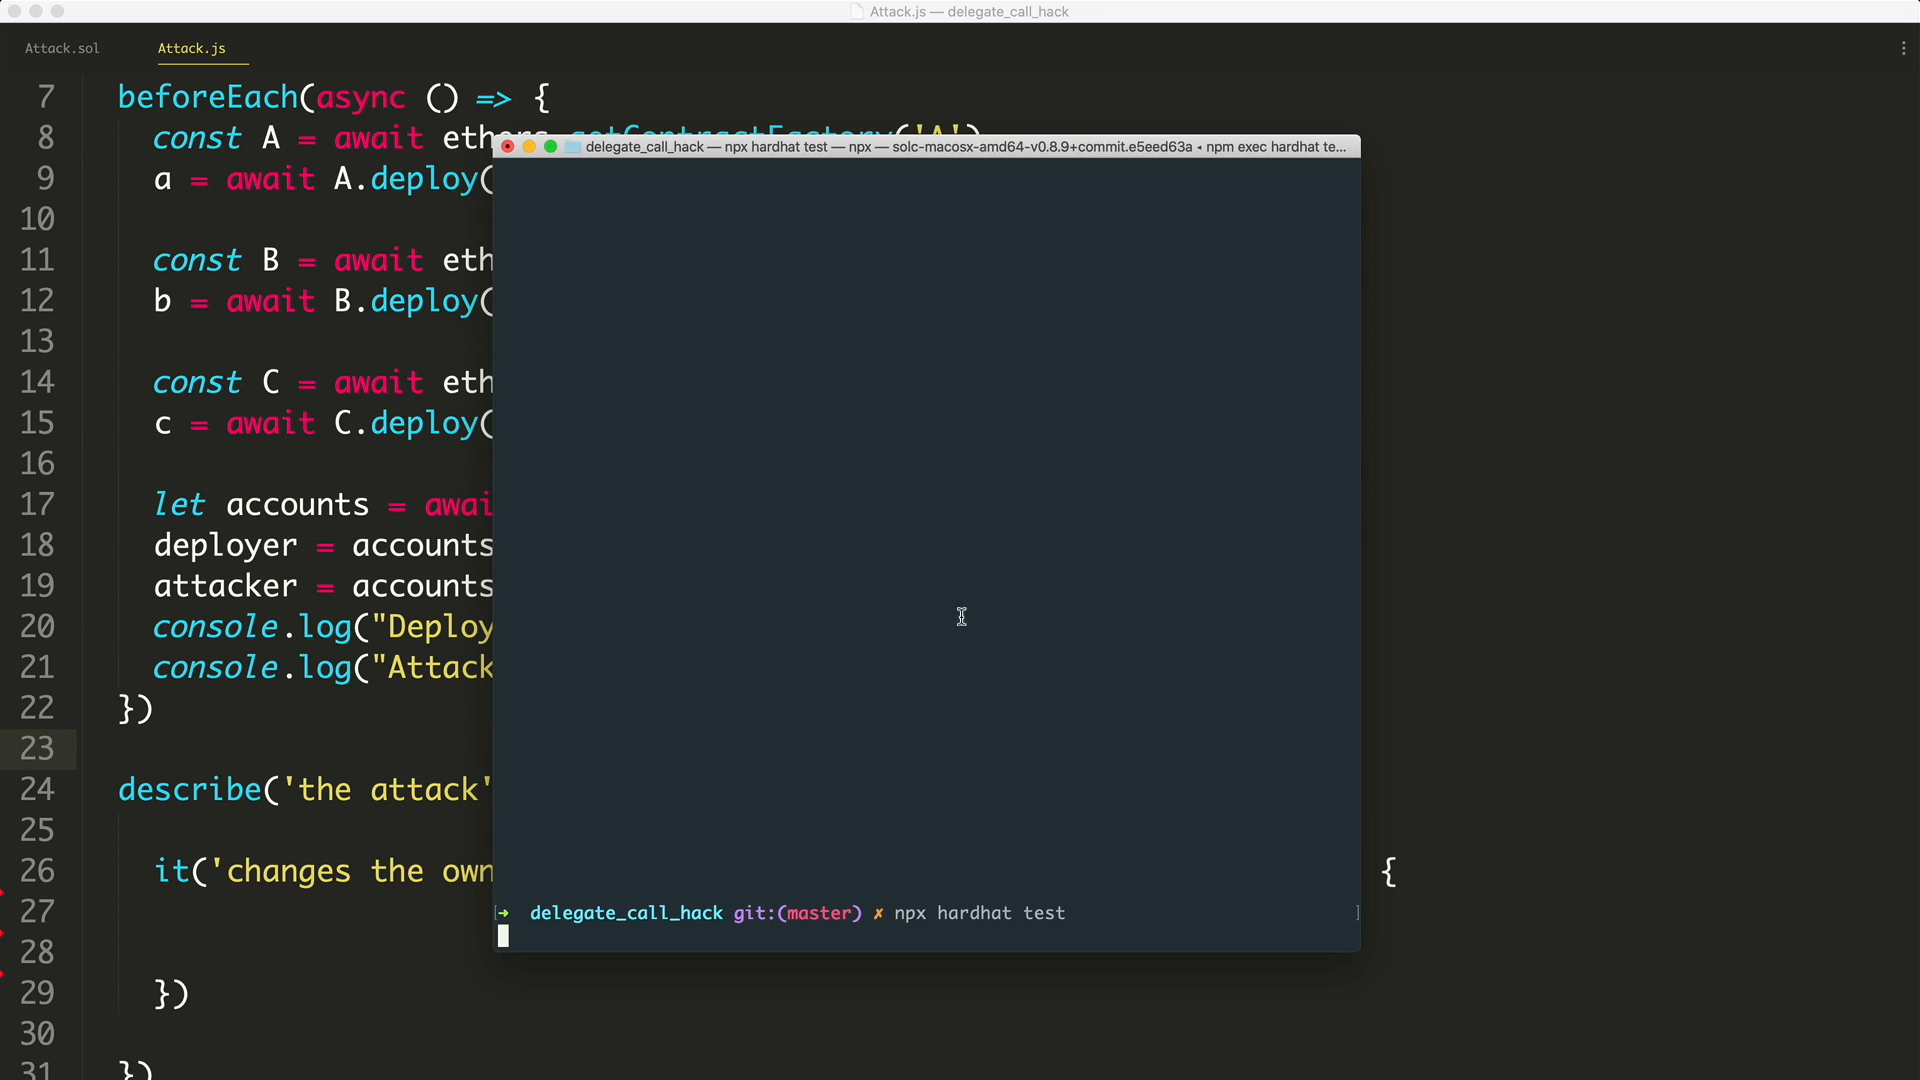 Attack.js — delegate_call_hack
Attack.sol
Attack.js
7 beforeEach(async () => {
8 const A = await ethers.getContractFactory('A')
delegate_call_hack — npx hardhat test — npx — solc-macosx-amd64-v0.8.9+commit.e5eed63a ◂ npm exec hardhat te...
9 a = await A.deploy(
10
11 const B = await eth
12 b = await B.deploy(
13
14 const C = await eth
15 c = await C.deploy(
16
17 let accounts = awai
18 deployer = accounts
19 attacker = accounts
20 console.log("Deploy
21 console.log("Attack
22 })
23
24 describe('the attack'
25
26 it('changes the own {
27
➜ delegate_call_hack git:(master) ✗ npx hardhat test
28
29 })
30
31 })